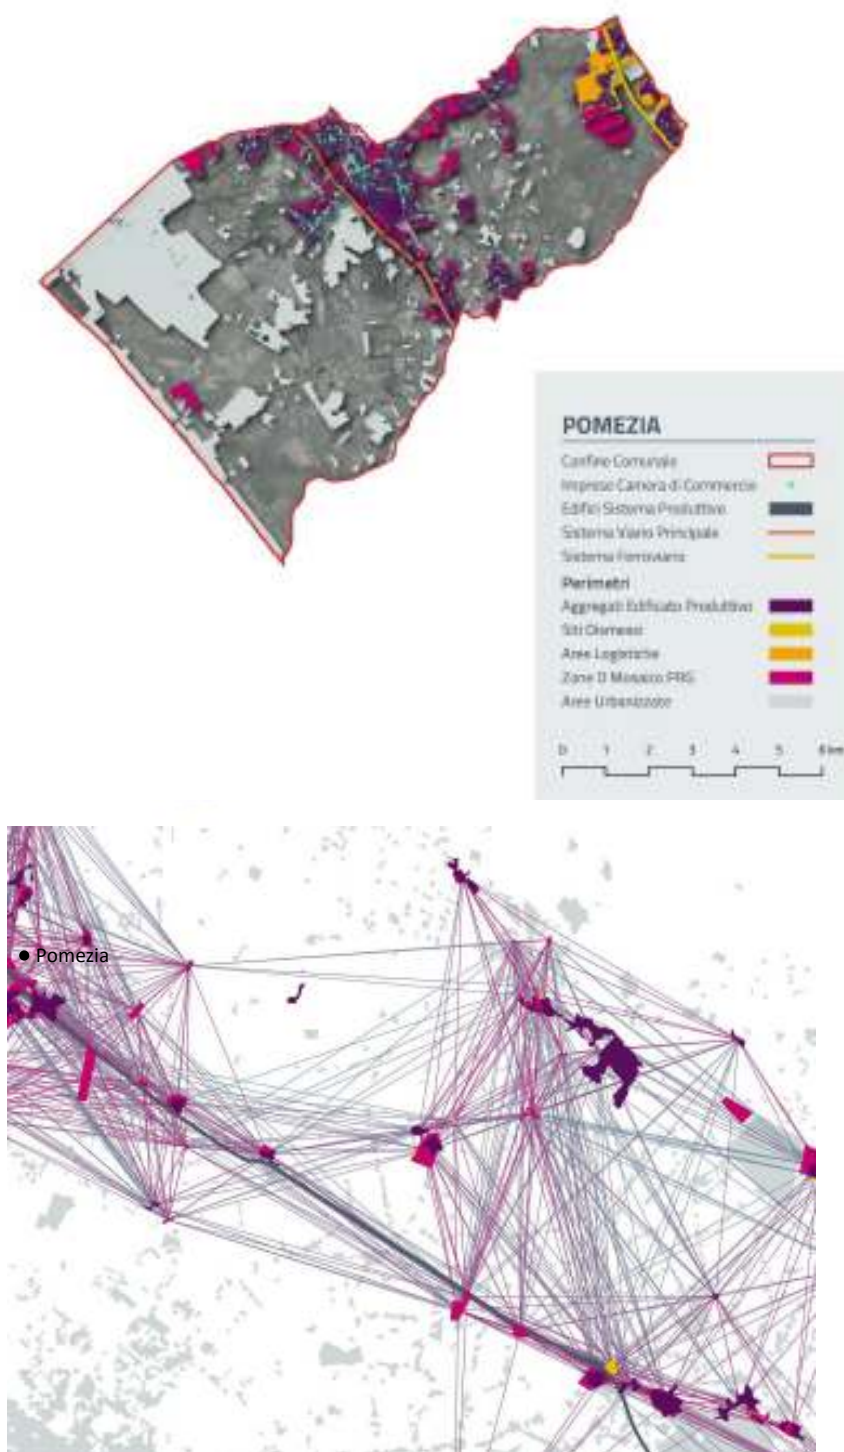 POMEZIA
Confine Comunale
Imprese Camera di Commercio
Edifici Sistema Produttivo
Sistema Viario Principale
Sistema Ferroviario
Perimetri
Aggregati Edificato Produttivo
Siti Dismessi
Aree Logistiche
Zone D Mosaico PRG
Aree Urbanizzate
0 1 2 3 4 5 6 km
Pomezia